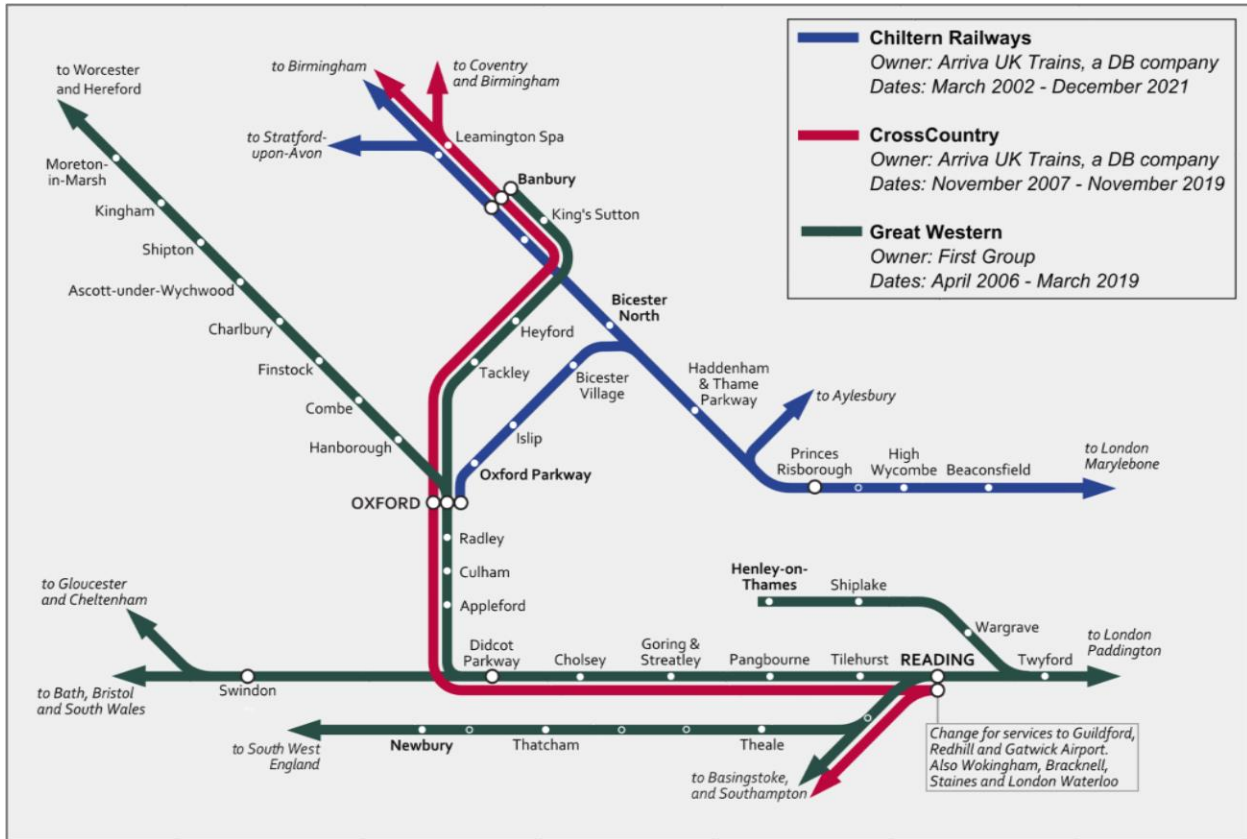 Chiltern Railways
Owner: Arriva UK Trains, a DB company
Dates: March 2002 - December 2021
CrossCountry
Owner: Arriva UK Trains, a DB company
Dates: November 2007 - November 2019
Great Western
Owner: First Group
Dates: April 2006 - March 2019
to Worcester
and Hereford
to Birmingham
to Coventry
and Birmingham
to Stratford-
upon-Avon
Leamington Spa
Moreton-
in-Marsh
Banbury
Kingham
King's Sutton
Shipton
Ascott-under-Wychwood
Bicester
North
Charlbury
Heyford
Finstock
Tackley
Bicester
Village
Haddenham
& Thame
Parkway
to Aylesbury
Combe
Hanborough
Islip
Oxford Parkway
Princes
Risborough
High
Wycombe
Beaconsfield
to London
Marylebone
OXFORD
Radley
Culham
Appleford
to Gloucester
and Cheltenham
Henley-on-
Thames
Shiplake
Wargrave
to London
Paddington
Didcot
Parkway
Cholsey
Goring &
Streatley
Pangbourne
Tilehurst
READING
Twyford
to Bath, Bristol
and South Wales
Swindon
to South West
England
Newbury
Thatcham
Theale
to Basingstoke,
and Southampton
Change for services to Guildford,
Redhill and Gatwick Airport.
Also Wokingham, Bracknell,
Staines and London Waterloo